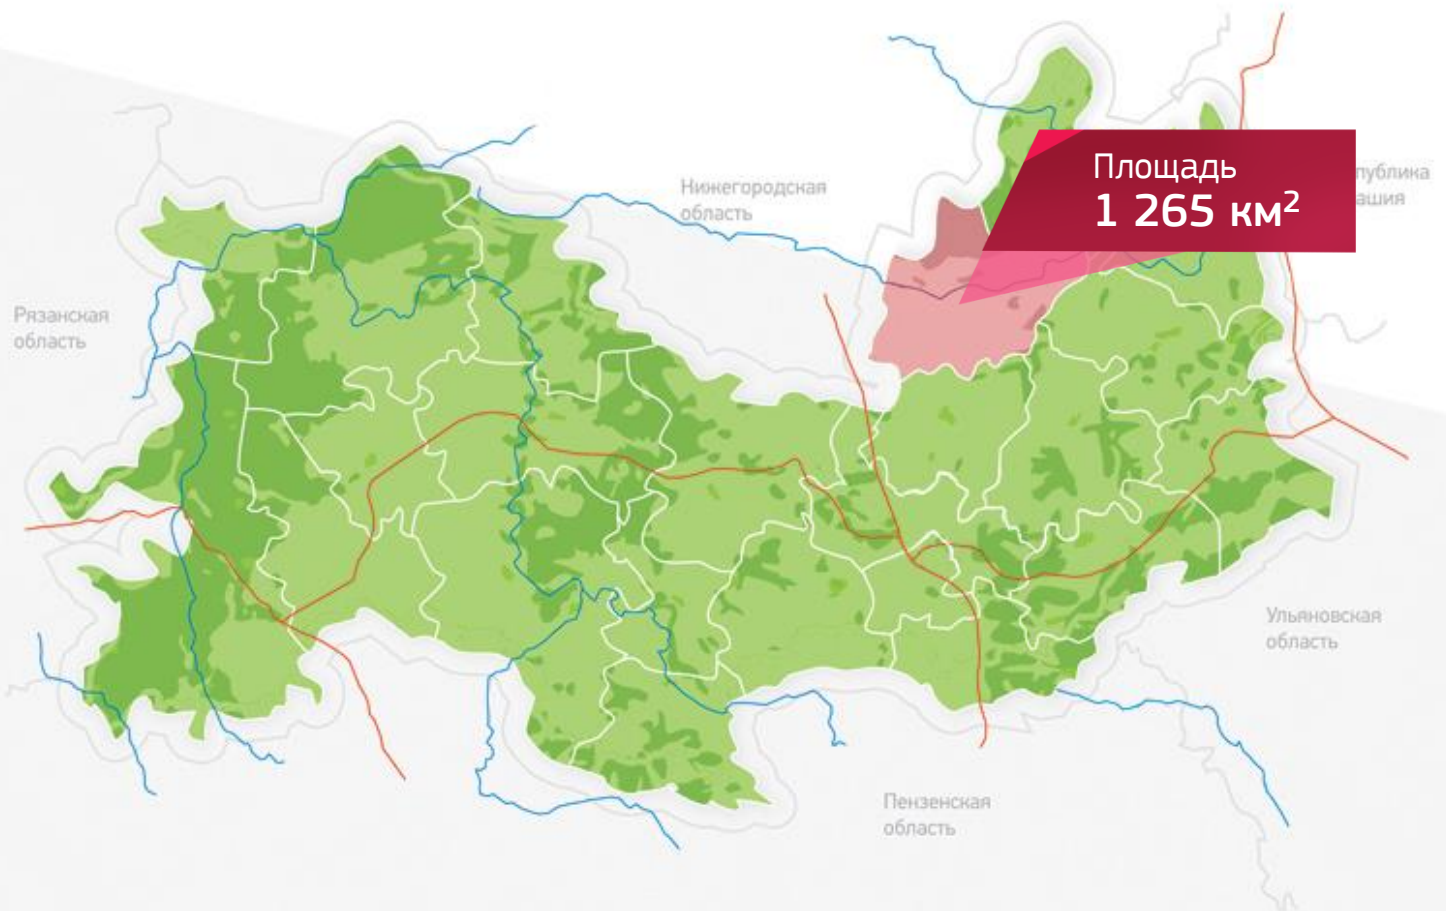 Площадь
1 265 км²
Нижегородская
область
Рязанская
область
Ульяновская
область
Пензенская
область